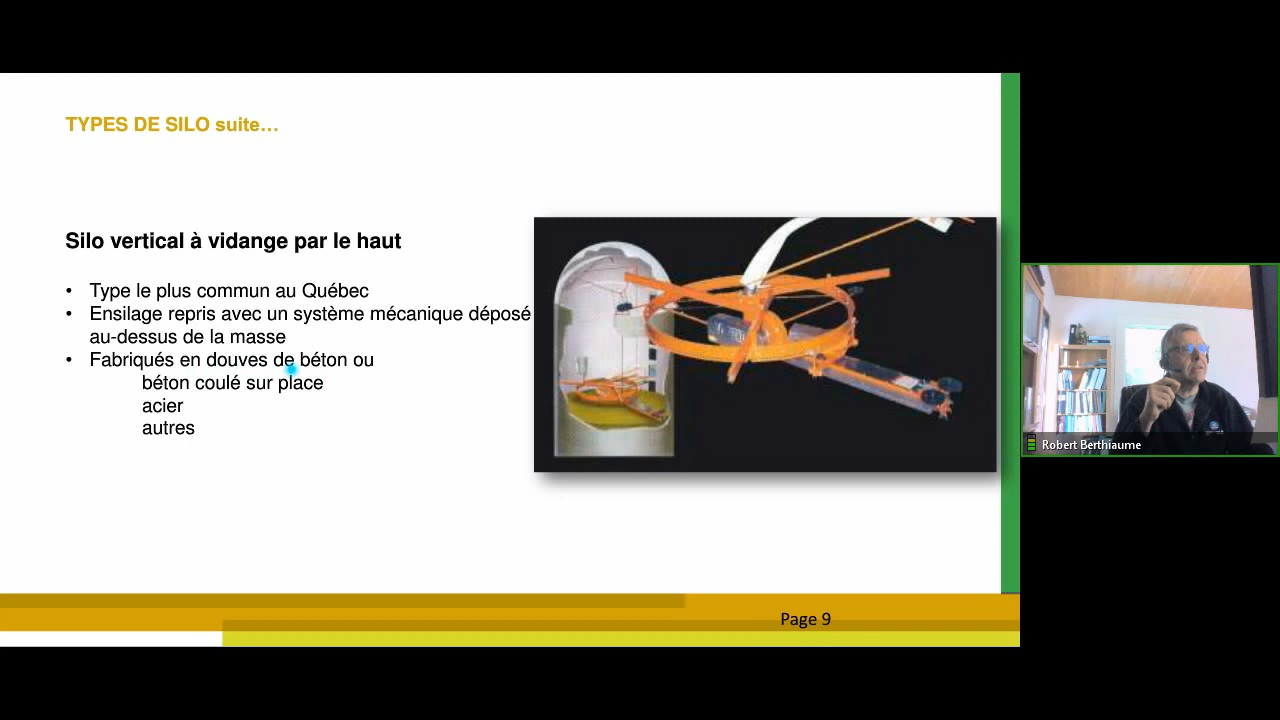 TYPES DE SILO suite…
Silo vertical à vidange par le haut
• Type le plus commun au Québec
• Ensilage repris avec un système mécanique déposé
au-dessus de la masse
• Fabriqués en douves de béton ou
béton coulé sur place
acier
autres
Page 9
Robert Berthiaume